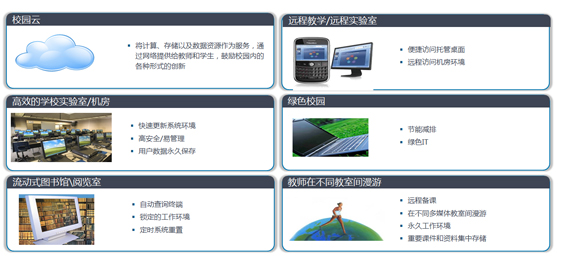 校园云
• 将计算、存储以及数据资源作为服务，通
过网络提供给教师和学生，鼓励校园内的
各种形式的创新
远程教学/远程实验室
• 便捷访问托管桌面
• 远程访问机房环境
高效的学校实验室/机房
• 快速更新系统环境
• 高安全/易管理
• 用户数据永久保存
绿色校园
• 节能减排
• 绿色IT
流动式图书馆\阅览室
• 自动查询终端
• 锁定的工作环境
• 定时系统重置
教师在不同教室间漫游
• 远程备课
• 在不同多媒体教室间漫游
• 永久工作环境
• 重要课件和资料集中存储